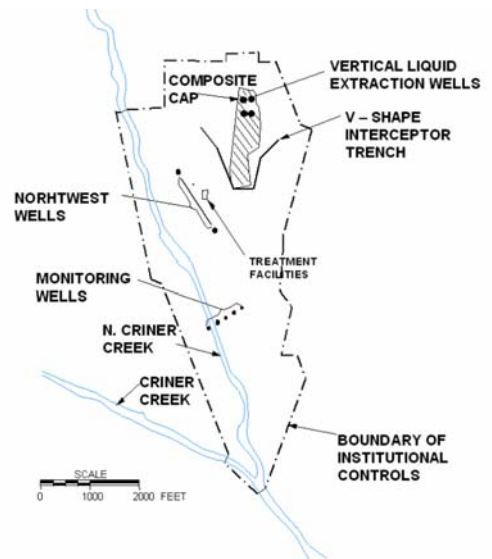 COMPOSITE
CAP
VERTICAL LIQUID
EXTRACTION WELLS
V – SHAPE
INTERCEPTOR
TRENCH
NORHTWEST
WELLS
TREATMENT
FACILITIES
MONITORING
WELLS
N. CRINER
CREEK
CRINER
CREEK
BOUNDARY OF
INSTITUTIONAL
CONTROLS
SCALE
0 1000 2000 FEET